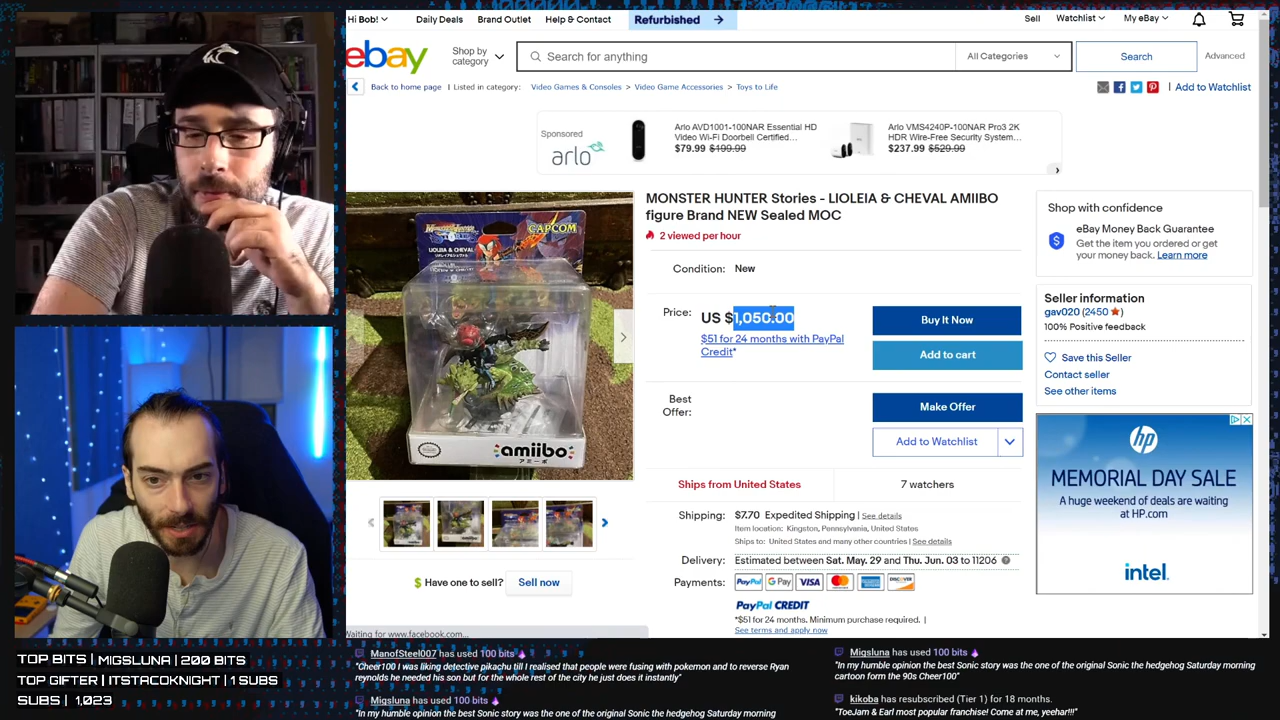 Hi Bob!
Daily Deals
Brand Outlet
Help & Contact
Refurbished
Sell
Watchlist
My eBay
ebay
Shop by
category
Search for anything
All Categories
Search
Advanced
Back to home page | Listed in category:
Video Games & Consoles > Video Game Accessories > Toys to Life
| Add to Watchlist
Sponsored
arlo
Arlo AVD1001-100NAR Essential HD
Video Wi-Fi Doorbell Certified...
$79.99 $199.99
Arlo VMS4240P-100NAR Pro3 2K
HDR Wire-Free Security System...
$237.99 $529.99
MONSTER HUNTER Stories - LIOLEIA & CHEVAL AMIIBO
figure Brand NEW Sealed MOC
2 viewed per hour
Condition: New
Price:
US $1,050.00
$51 for 24 months with PayPal
Credit*
Buy It Now
Add to cart
Best
Offer:
Make Offer
Add to Watchlist
Ships from United States
7 watchers
Shipping: $7.70 Expedited Shipping | See details
Item location: Kingston, Pennsylvania, United States
Ships to: United States and many other countries | See details
Delivery: Estimated between Sat. May. 29 and Thu. Jun. 03 to 11206
Payments: PayPal G Pay VISA
DISCOVER
PayPal CREDIT
*$51 for 24 months. Minimum purchase required. |
See terms and apply now
CAPCOM
LIOLEIA & CHEVAL
amiibo
アミーボ
Have one to sell?
Sell now
Shop with confidence
eBay Money Back Guarantee
Get the item you ordered or get
your money back. Learn more
Seller information
gav020 (2450 )
100% Positive feedback
Save this Seller
Contact seller
See other items
hp
MEMORIAL DAY SALE
A huge weekend of deals are waiting
at HP.com
intel.
Waiting for www.facebook.com...
TOP BITS | MIGSLUNA | 200 BITS
TOP GIFTER | ITSTACOKNIGHT | 1 SUBS
SUBS | 1,023
ManofSteel007 has used 100 bits
"Cheer100 I was liking detective pikachu till I realised that people were fusing with pokemon and to reverse Ryan
reynolds he needed his son but for the whole rest of the city he just does it instantly"
Migsluna has used 100 bits
"In my humble opinion the best Sonic story was the one of the original Sonic the hedgehog Saturday morning
Migsluna has used 100 bits
"In my humble opinion the best Sonic story was the one of the original Sonic the hedgehog Saturday morning
cartoon form the 90s Cheer100"
kikoba has resubscribed (Tier 1) for 18 months.
"ToeJam & Earl most popular franchise! Come at me, yeehar!!!"